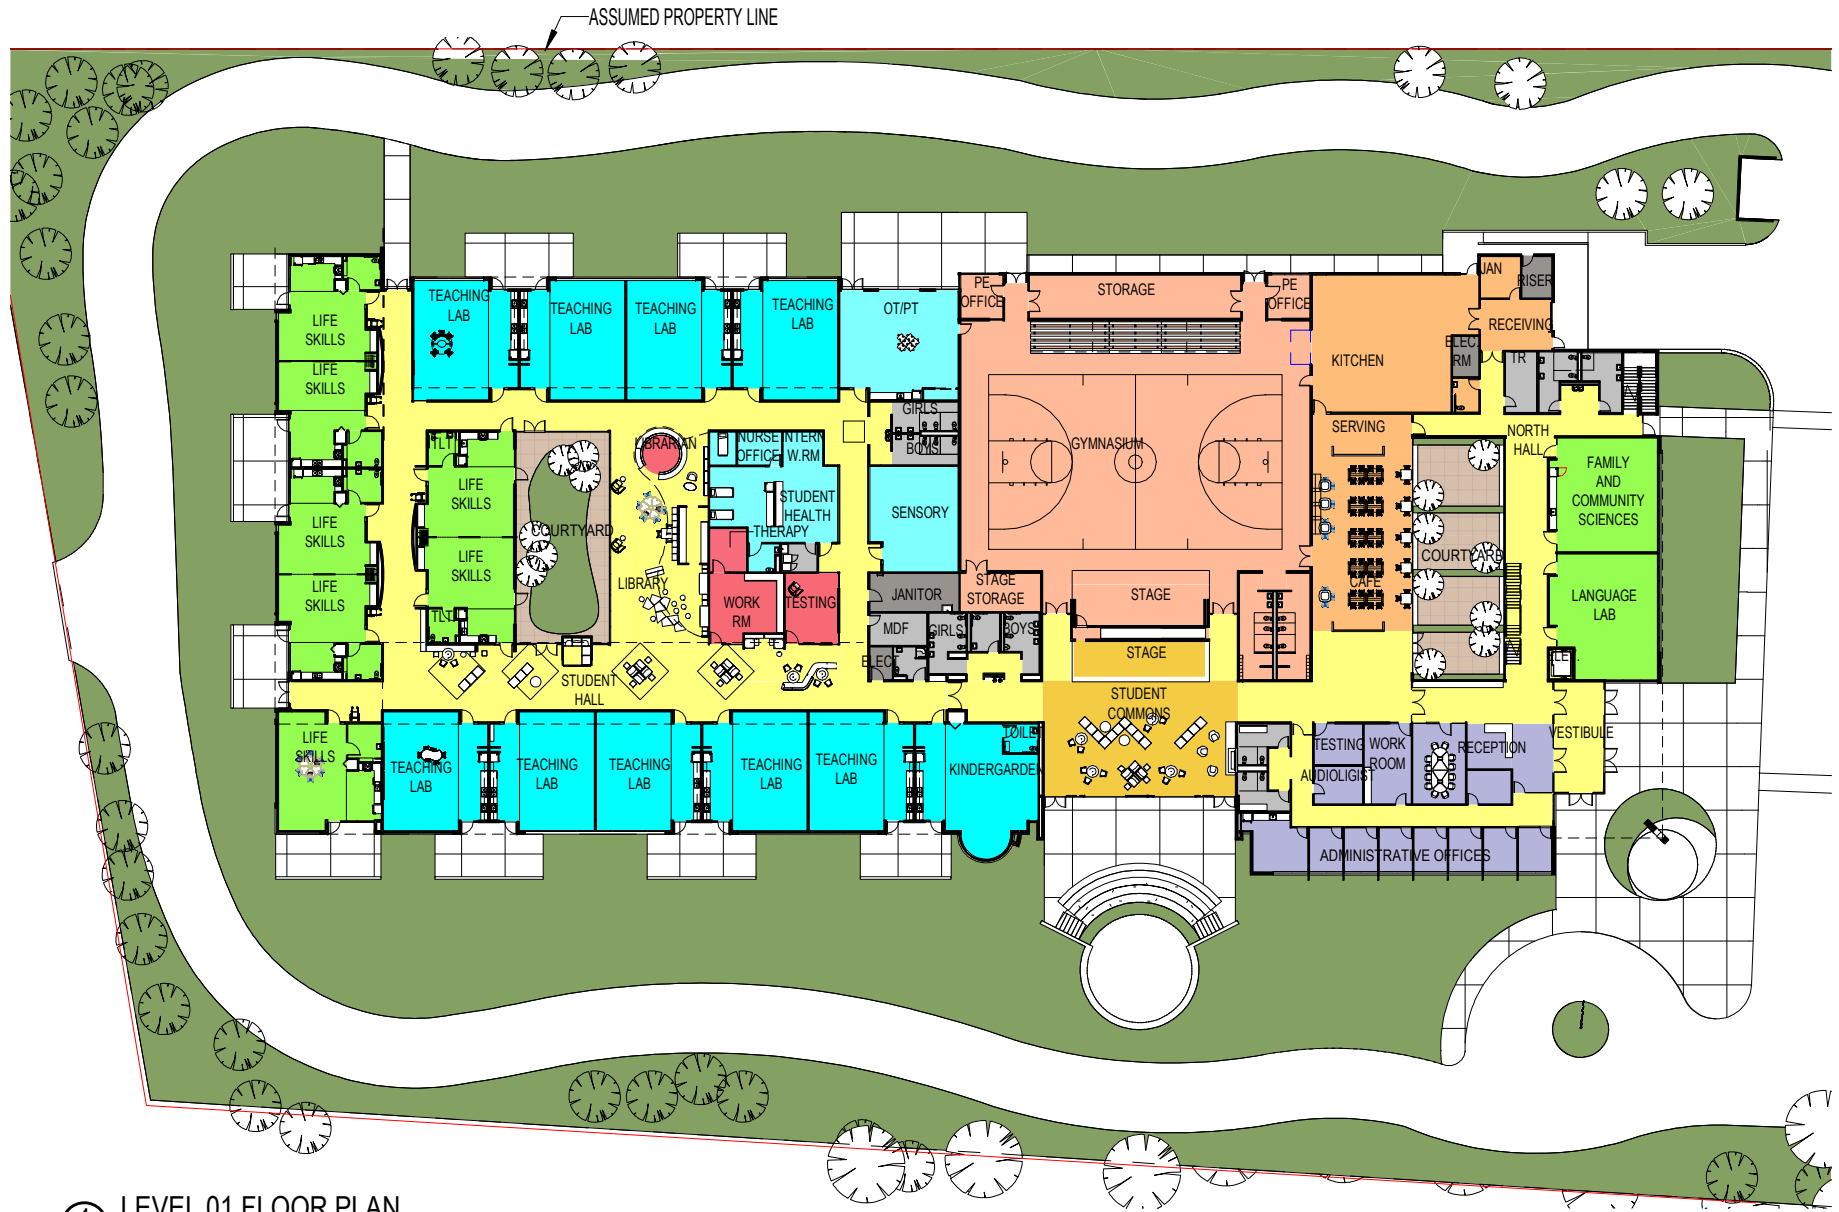 ASSUMED PROPERTY LINE
JAN
RISER
PE
OFFICE
STORAGE
PE
OFFICE
RECEIVING
TEACHING
LAB
TEACHING
LAB
TEACHING
LAB
TEACHING
LAB
OT/PT
LIFE
SKILLS
LIFE
SKILLS
KITCHEN
ELEC.
RM
TR
GIRLS
BOYS
SERVING
NORTH
HALL
GYMNASIUM
TLT
LIBRARIAN
NURSE
OFFICE
INTERN
W.RM
LIFE
SKILLS
STUDENT
HEALTH
SENSORY
FAMILY
AND
COMMUNITY
SCIENCES
LIFE
SKILLS
COURTYARD
THERAPY
COURTYARD
LIFE
SKILLS
LIFE
SKILLS
LIBRARY
WORK
RM
TESTING
JANITOR
STAGE
STORAGE
STAGE
CAFE
LANGUAGE
LAB
TLT
MDF
GIRLS
BOYS
ELECT
STAGE
STUDENT
HALL
STUDENT
COMMONS
LIFE
SKILLS
TEACHING
LAB
TEACHING
LAB
TEACHING
LAB
TEACHING
LAB
TEACHING
LAB
KINDERGARDEN
TOILET
TESTING
AUDIOLIGIST
WORK
ROOM
RECEPTION
VESTIBULE
ADMINISTRATIVE OFFICES
LEVEL 01 FLOOR PLAN